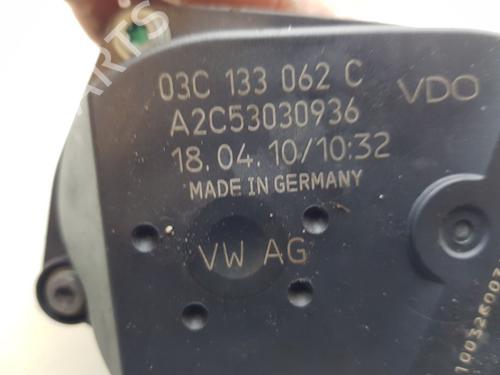 03C 133 062 C
VDO
A2C53030936
18.04.10/10:32
MADE IN GERMANY
VW AG